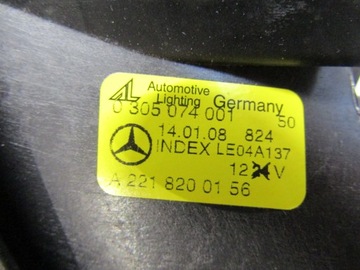 AL Automotive Lighting Germany
0 305 074 001 50
14.01.08 824
INDEX LE04A137
12 V
A 221 820 01 56